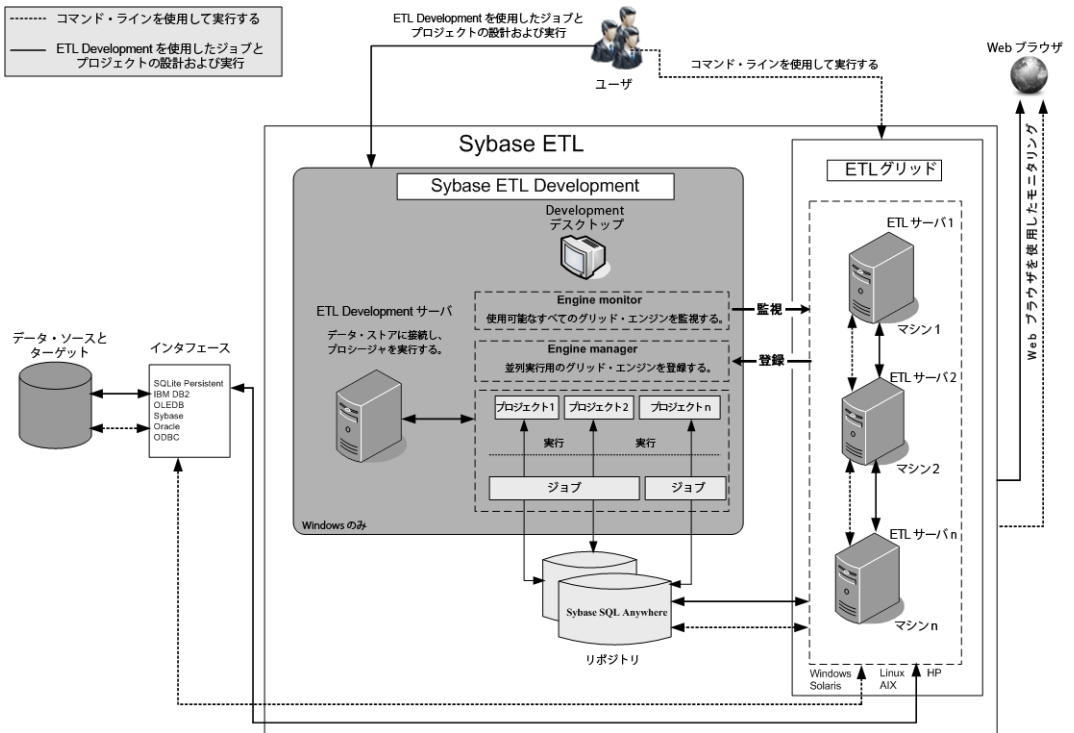 コマンド・ラインを使用して実行する
ETL Development を使用したジョブと
プロジェクトの設計および実行
ETL Development を使用したジョブと
プロジェクトの設計および実行
ユーザ
コマンド・ラインを使用して実行する
Web ブラウザ
Web ブラウザを使用したモニタリング
Sybase ETL
Sybase ETL Development
Development
デスクトップ
ETL Development サーバ
データ・ストアに接続し、
プロシージャを実行する。
Engine monitor
使用可能なすべてのグリッド・エンジンを監視する。
Engine manager
並列実行用のグリッド・エンジンを登録する。
監視
登録
プロジェクト1
プロジェクト2
プロジェクトn
実行
実行
ジョブ
ジョブ
Windows のみ
データ・ソースと
ターゲット
インタフェース
SQLite Persistent
IBM DB2
OLEDB
Sybase
Oracle
ODBC
Sybase SQL Anywhere
リポジトリ
ETLグリッド
ETL サーバ1
マシン1
ETL サーバ2
マシン2
ETL サーバn
マシンn
Windows
Solaris
Linux
AIX
HP